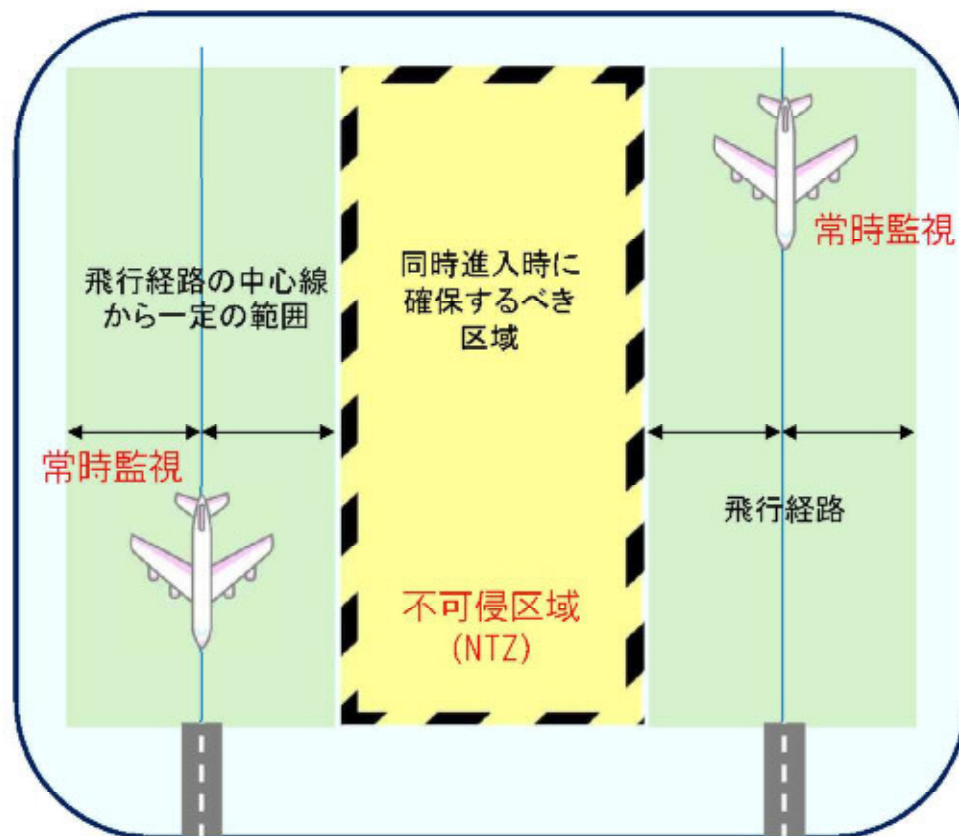 飛行経路の中心線
から一定の範囲
常時監視
同時進入時に
確保するべき
区域
不可侵区域
(NTZ)
常時監視
飛行経路